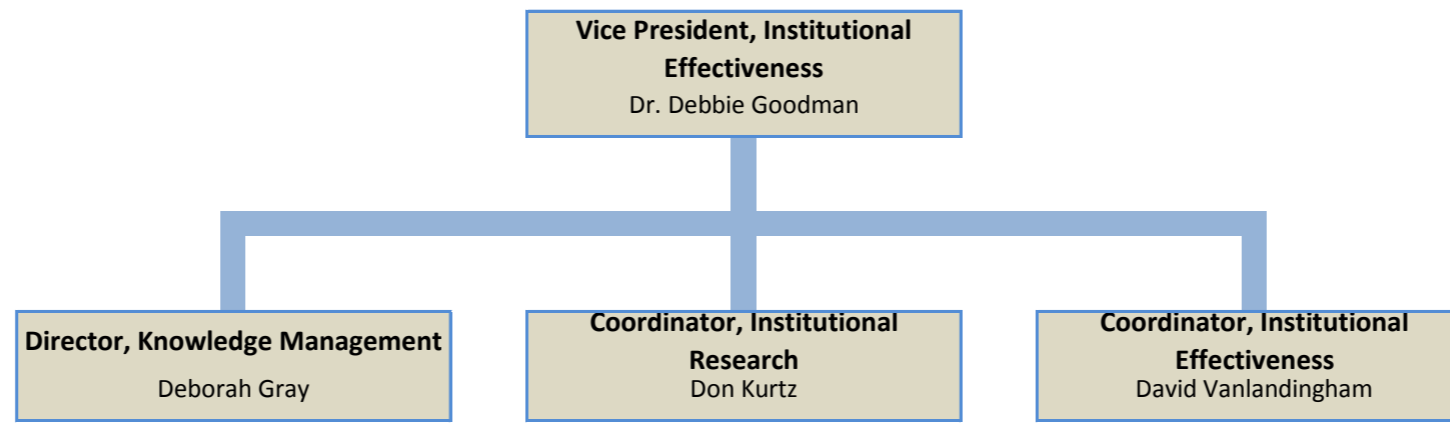 Vice President, Institutional
Effectiveness
Dr. Debbie Goodman
Director, Knowledge Management
Deborah Gray
Coordinator, Institutional
Research
Don Kurtz
Coordinator, Institutional
Effectiveness
David Vanlandingham